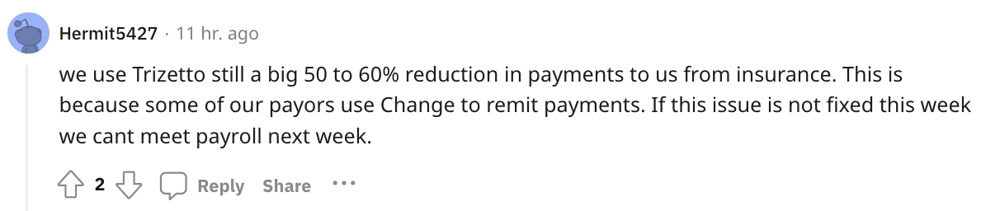 Hermit5427 · 11 hr. ago
we use Trizetto still a big 50 to 60% reduction in payments to us from insurance. This is
because some of our payors use Change to remit payments. If this issue is not fixed this week
we cant meet payroll next week.
2 Reply Share ···